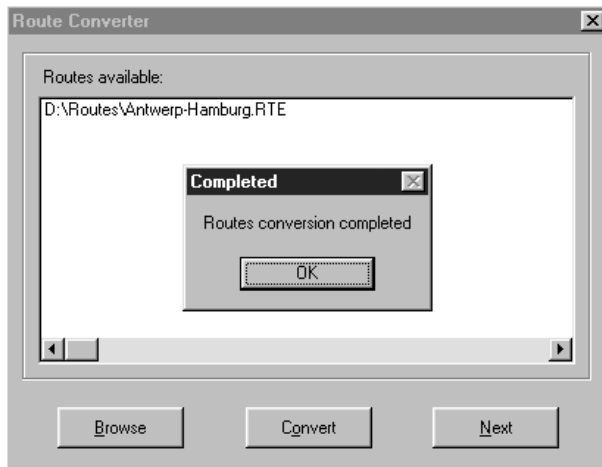 Route Converter
Routes available:
D:\Routes\Antwerp-Hamburg.RTE
Completed
Routes conversion completed
OK
Browse Convert Next